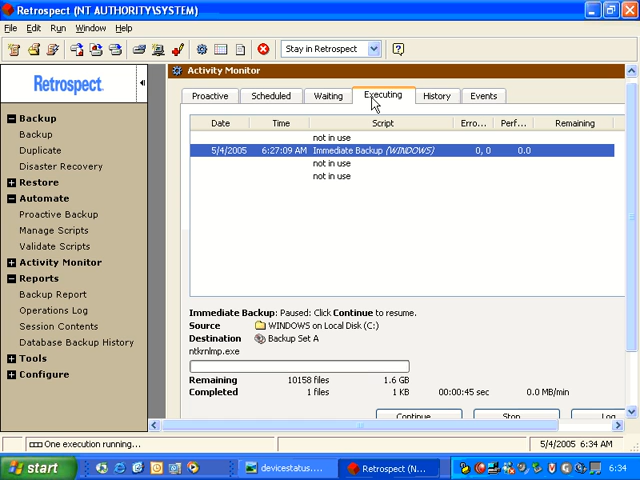 Retrospect (NT AUTHORITY\SYSTEM)
File Edit Run Window Help
Stay in Retrospect
Retrospect
Activity Monitor
Backup
Backup
Duplicate
Disaster Recovery
Restore
Automate
Proactive Backup
Manage Scripts
Validate Scripts
Activity Monitor
Reports
Backup Report
Operations Log
Session Contents
Database Backup History
Tools
Configure
Proactive Scheduled Waiting Executing History Events
Date Time Script Erro... Perf... Remaining
not in use
5/4/2005 6:27:09 AM Immediate Backup (WINDOWS) 0, 0 0.0
not in use
not in use
Immediate Backup: Paused: Click Continue to resume.
Source WINDOWS on Local Disk (C:)
Destination Backup Set A
ntkrnlmp.exe
Remaining 10158 files 1.6 GB
Completed 1 files 1 KB 00:00:45 sec 0.0 MB/min
Continue Stop Log
One execution running... 5/4/2005 6:34 AM
start devicestatus.... Retrospect (N... 6:34